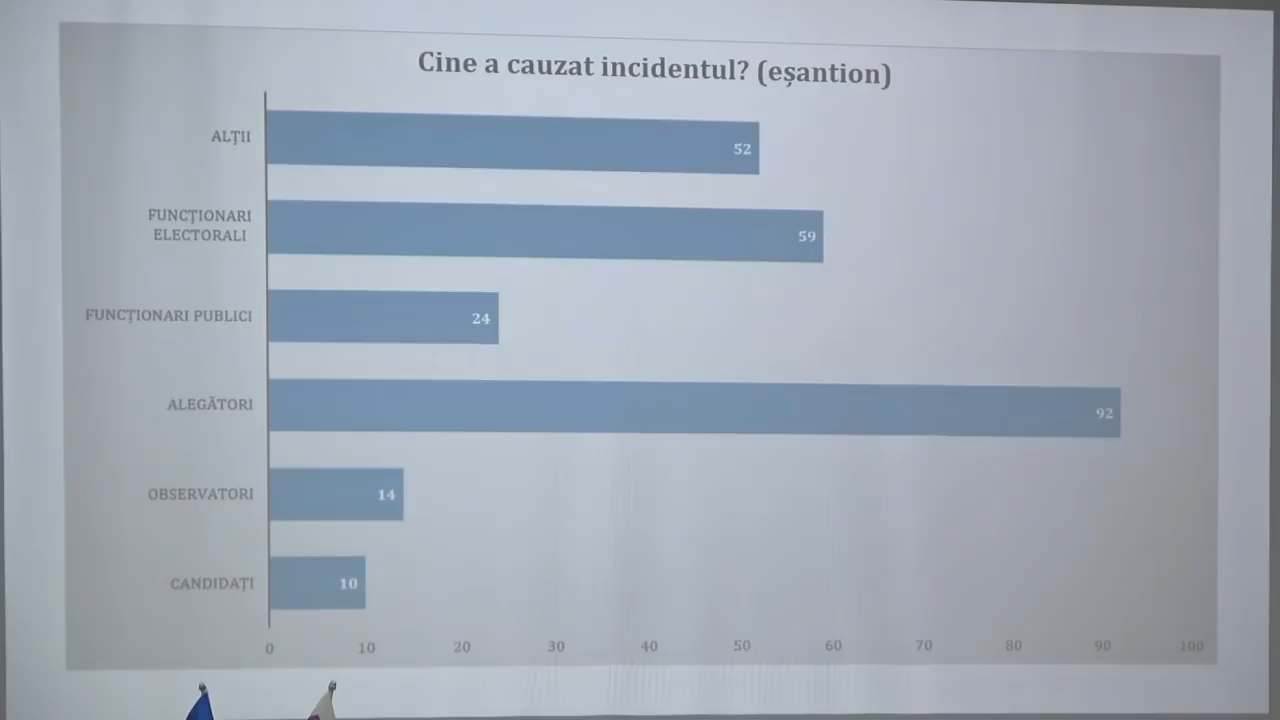 Cine a cauzat incidentul? (eșantion)
ALȚII
52
FUNCȚIONARI
ELECTORALI
59
FUNCȚIONARI PUBLICI
24
ALEGĂTORI
92
OBSERVATORI
14
CANDIDAȚI
10
0 10 20 30 40 50 60 70 80 90 100